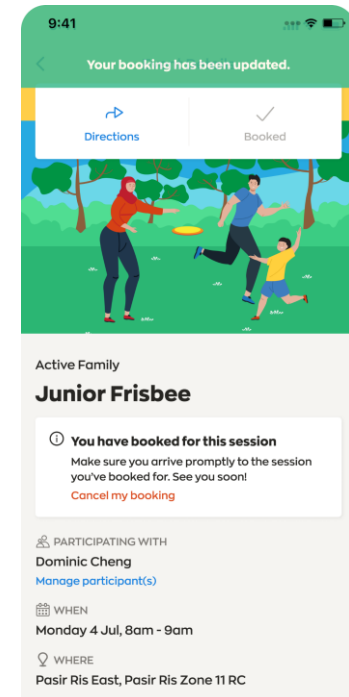 9:41
Your booking has been updated.
Directions
Booked
Active Family
Junior Frisbee
You have booked for this session
Make sure you arrive promptly to the session
you've booked for. See you soon!
Cancel my booking
PARTICIPATING WITH
Dominic Cheng
Manage participant(s)
WHEN
Monday 4 Jul, 8am - 9am
WHERE
Pasir Ris East, Pasir Ris Zone 11 RC